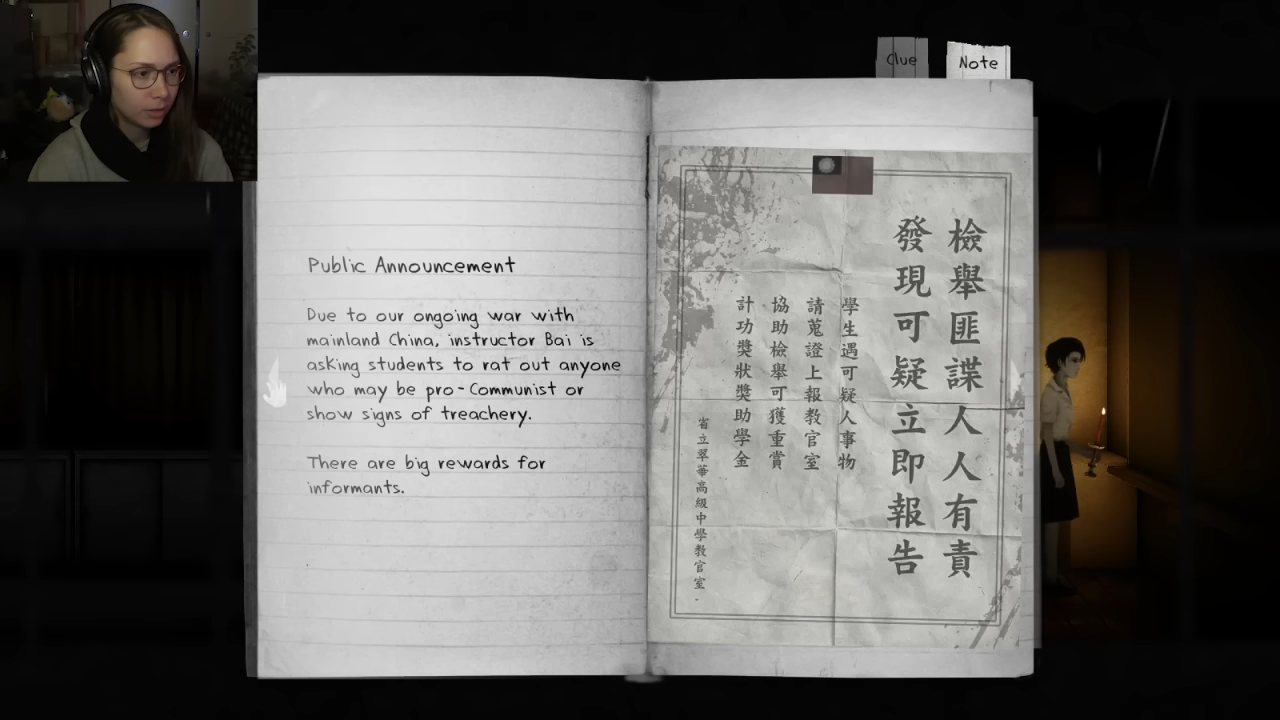 Clue
Note
Public Announcement
Due to our ongoing war with
mainland China, instructor Bai is
asking students to rat out anyone
who may be pro-Communist or
show signs of treachery.
There are big rewards for
informants.
檢舉匪諜人人有責
發現可疑立即報告
學生遇可疑人事物
請蒐證上報教官室
協助檢舉可獲重賞
計功獎狀獎助學金
省立翠華高級中學教官室